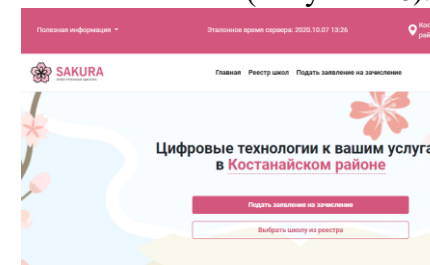 Полезная информация
Эталонное время сервера: 2020.10.07 13:26
SAKURA
Главная Реестр школ Подать заявление на зачисление
Цифровые технологии к вашим услуга
в Костанайском районе
Подать заявление на зачисление
Выбрать школу из реестра